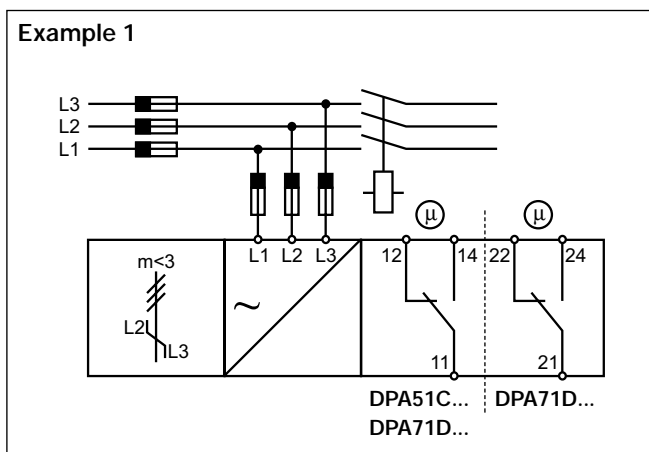 Example 1
L3
L2
L1
μ μ
m<3
L1 L2 L3
12 14 22 24
~
L2
L3
11 21
DPA51C... DPA71D...
DPA71D...